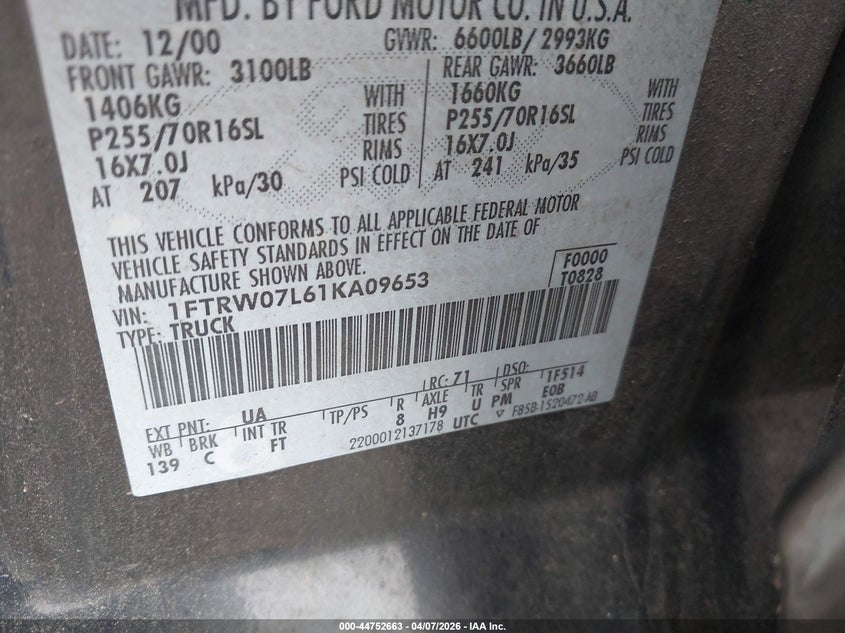 MFD. BY FORD MOTOR CO. IN U.S.A.
DATE: 12/00 GVWR: 6600LB/ 2993KG
FRONT GAWR: 3100LB REAR GAWR: 3660LB
1406KG WITH 1660KG WITH
P255/70R16SL TIRES P255/70R16SL TIRES
16X7.0J RIMS 16X7.0J RIMS
AT 207 kPa/30 PSI COLD AT 241 kPa/35 PSI COLD
THIS VEHICLE CONFORMS TO ALL APPLICABLE FEDERAL MOTOR
VEHICLE SAFETY STANDARDS IN EFFECT ON THE DATE OF
MANUFACTURE SHOWN ABOVE.
VIN: 1FTRW07L61KA09653 F0000
TYPE: TRUCK T0828
EXT PNT: UA RC: 71 DSO:
WB BRK INT TR TP/PS R AXLE TR SPR 1F514
139 C FT 8 H9 U PM E0B
2200012137178 UTC ▽ F85B-1520472-AB
000-44752663 - 04/07/2026 - IAA Inc.